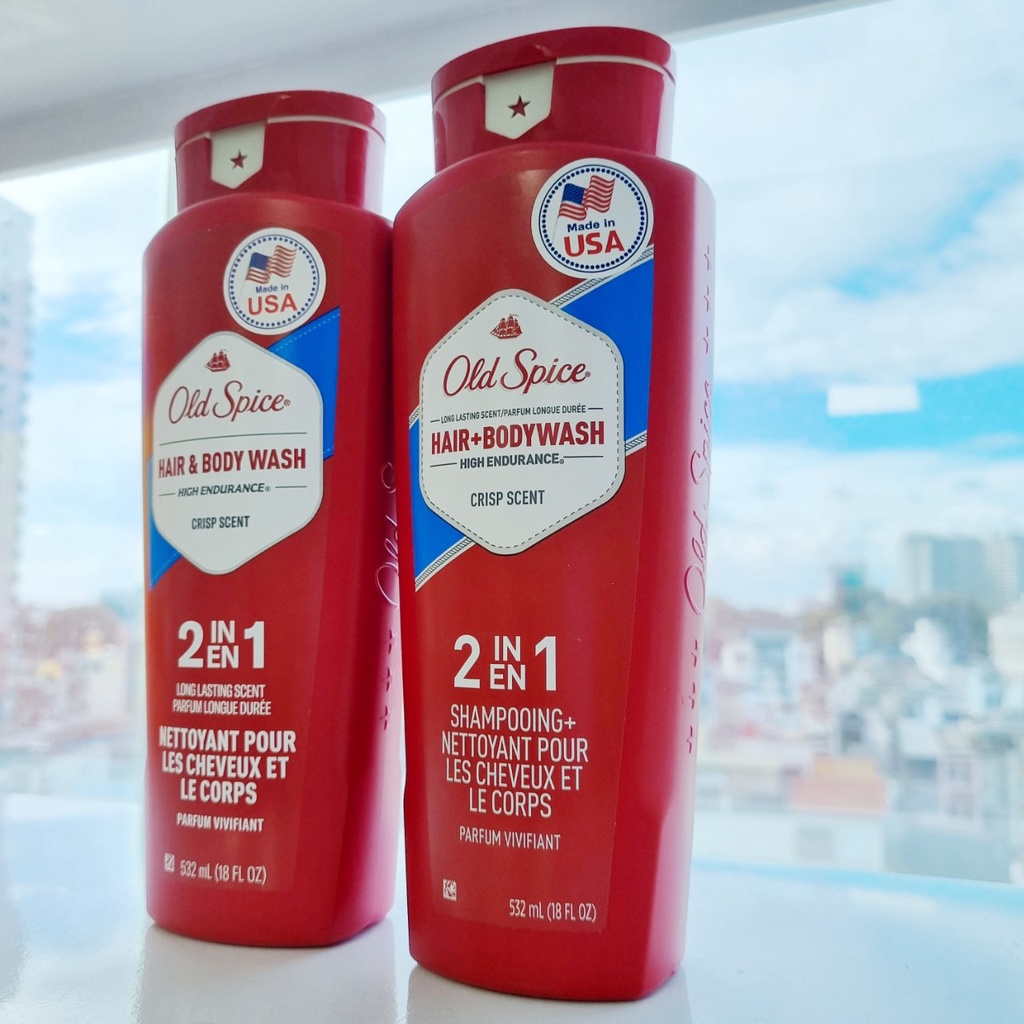 Made in
USA
Old Spice®
HAIR & BODY WASH
HIGH ENDURANCE®
CRISP SCENT
2 IN EN 1
LONG LASTING SCENT
PARFUM LONGUE DURÉE
NETTOYANT POUR
LES CHEVEUX ET
LE CORPS
PARFUM VIVIFIANT
532 mL (18 FL OZ)
Old S
Made in
USA
Old Spice®
LONG LASTING SCENT/PARFUM LONGUE DURÉE
HAIR+BODYWASH
HIGH ENDURANCE®
CRISP SCENT
2 IN EN 1
SHAMPOOING+
NETTOYANT POUR
LES CHEVEUX ET
LE CORPS
PARFUM VIVIFIANT
532 mL (18 FL OZ)
Old Spice